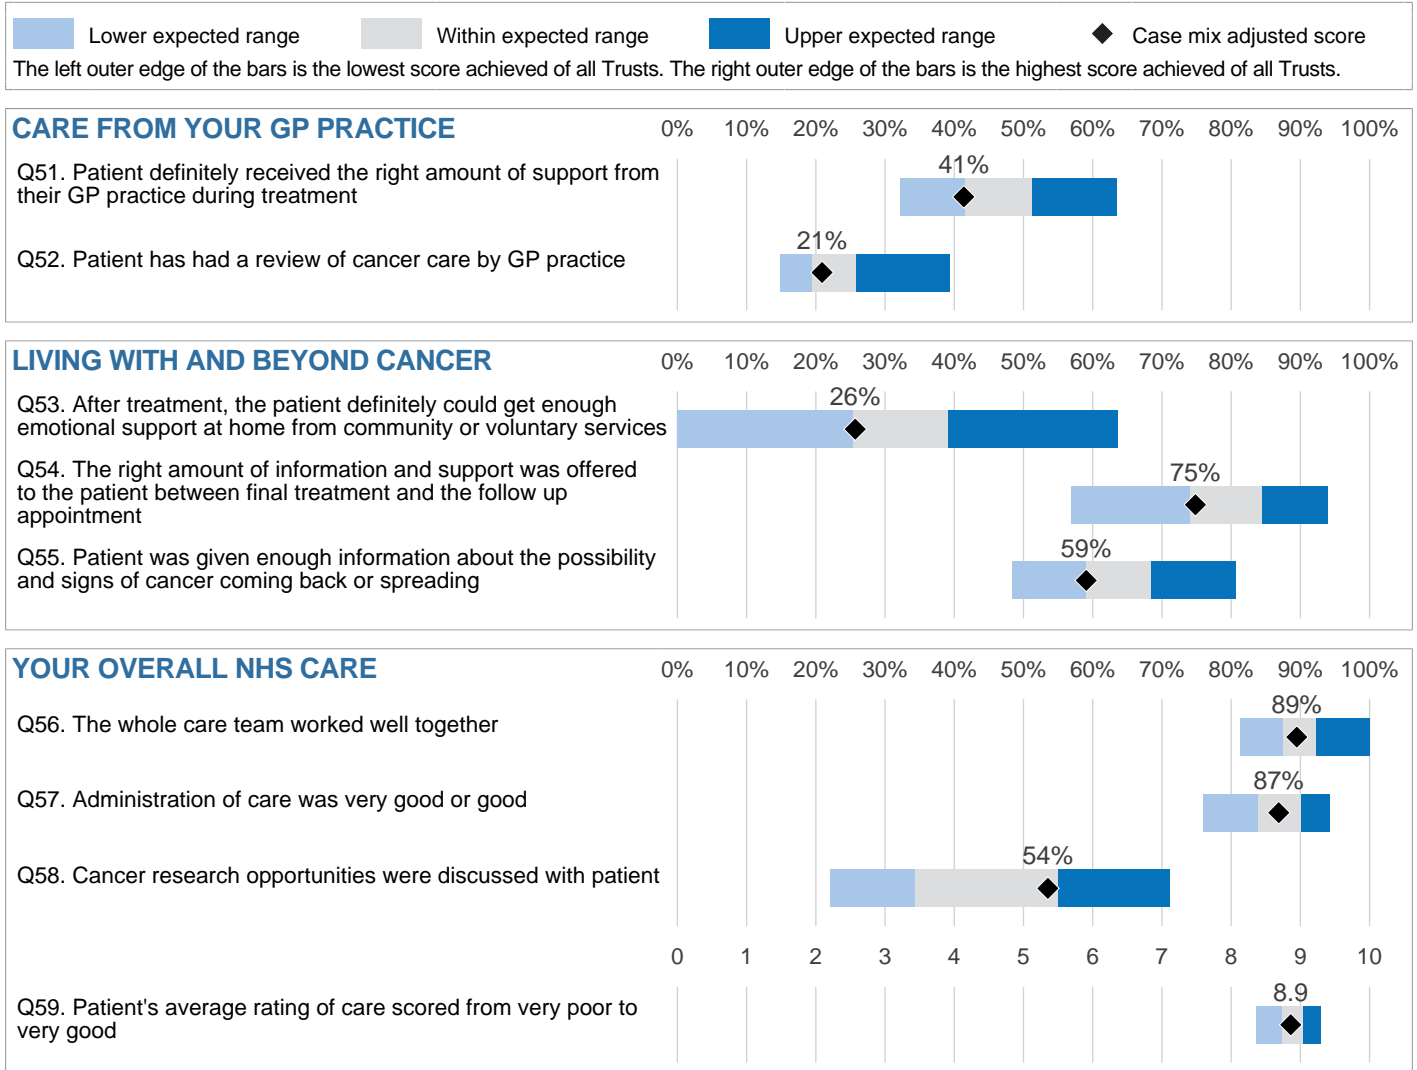 Lower expected range Within expected range Upper expected range Case mix adjusted score
The left outer edge of the bars is the lowest score achieved of all Trusts. The right outer edge of the bars is the highest score achieved of all Trusts.
CARE FROM YOUR GP PRACTICE 0% 10% 20% 30% 40% 50% 60% 70% 80% 90% 100%
41%
Q51. Patient definitely received the right amount of support from
their GP practice during treatment
21%
Q52. Patient has had a review of cancer care by GP practice
LIVING WITH AND BEYOND CANCER 0% 10% 20% 30% 40% 50% 60% 70% 80% 90% 100%
26%
Q53. After treatment, the patient definitely could get enough
emotional support at home from community or voluntary services
Q54. The right amount of information and support was offered
75%
to the patient between final treatment and the follow up
appointment
59%
Q55. Patient was given enough information about the possibility
and signs of cancer coming back or spreading
YOUR OVERALL NHS CARE 0% 10% 20% 30% 40% 50% 60% 70% 80% 90% 100%
89%
Q56. The whole care team worked well together
87%
Q57. Administration of care was very good or good
54%
Q58. Cancer research opportunities were discussed with patient
0 1 2 3 4 5 6 7 8 9 10
8.9
Q59. Patient's average rating of care scored from very poor to
very good